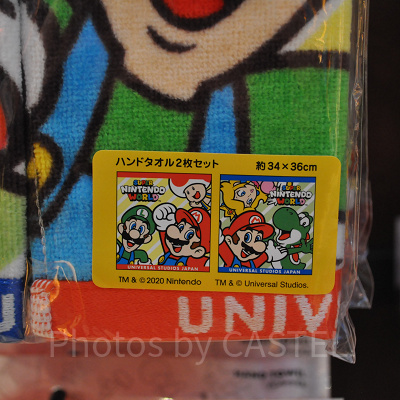 ハンドタオル2枚セット 約34×36cm
SUPER
NINTENDO
WORLD
UNIVERSAL STUDIOS JAPAN
SUPER
NINTENDO
WORLD
UNIVERSAL STUDIOS JAPAN
TM & © 2020 Nintendo TM & © Universal Studios.
U UNIV
Photos by CASTEL